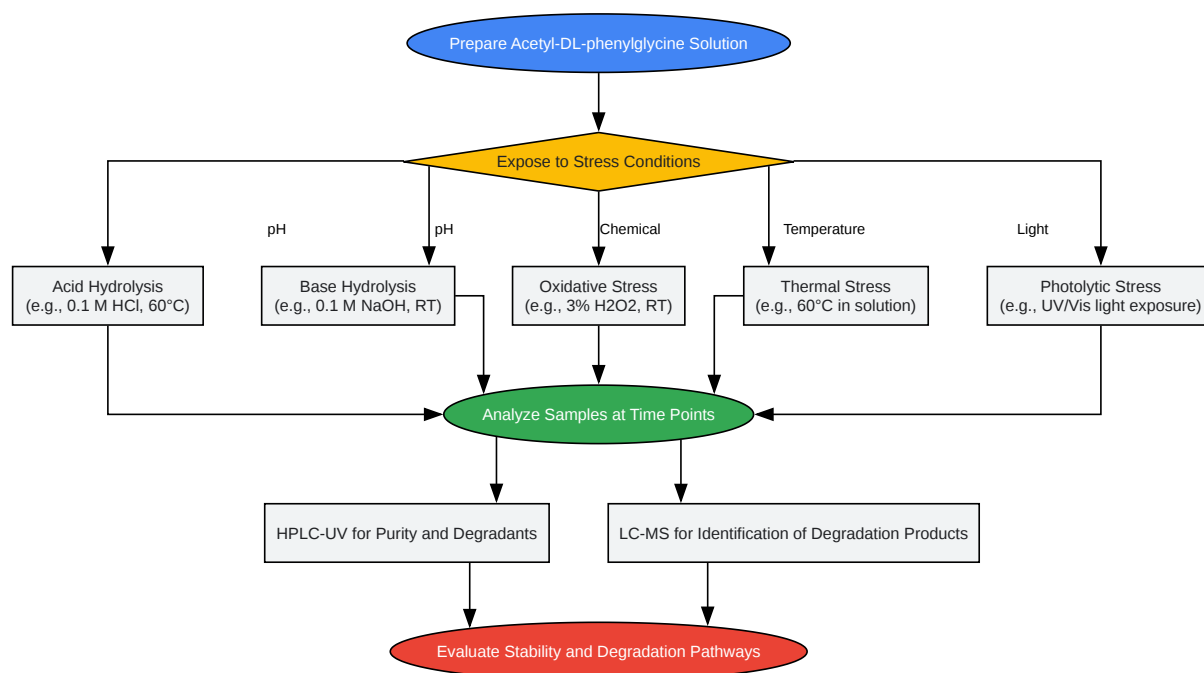 Prepare Acetyl-DL-phenylglycine Solution
Expose to Stress Conditions
pH
pH
Chemical
Temperature
Light
Acid Hydrolysis
(e.g., 0.1 M HCl, 60°C)
Base Hydrolysis
(e.g., 0.1 M NaOH, RT)
Oxidative Stress
(e.g., 3% H2O2, RT)
Thermal Stress
(e.g., 60°C in solution)
Photolytic Stress
(e.g., UV/Vis light exposure)
Analyze Samples at Time Points
HPLC-UV for Purity and Degradants
LC-MS for Identification of Degradation Products
Evaluate Stability and Degradation Pathways